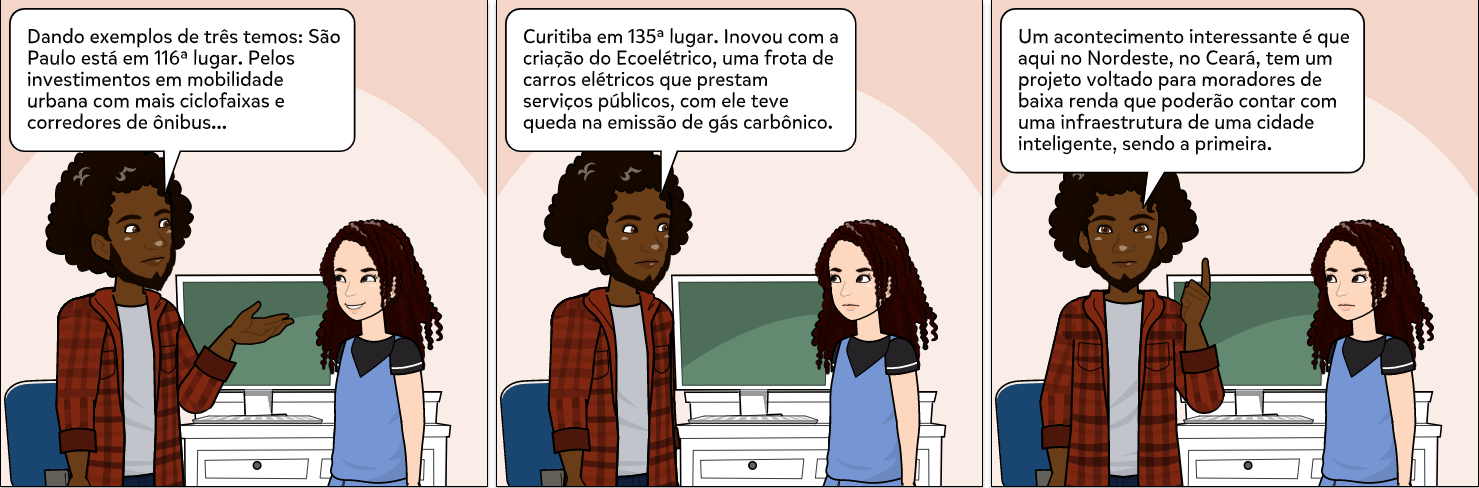 Dando exemplos de três temos: São
Paulo está em 116ª lugar. Pelos
investimentos em mobilidade
urbana com mais ciclofaixas e
corredores de ônibus...
Curitiba em 135ª lugar. Inovou com a
criação do Ecoelétrico, uma frota de
carros elétricos que prestam
serviços públicos, com ele teve
queda na emissão de gás carbônico.
Um acontecimento interessante é que
aqui no Nordeste, no Ceará, tem um
projeto voltado para moradores de
baixa renda que poderão contar com
uma infraestrutura de uma cidade
inteligente, sendo a primeira.